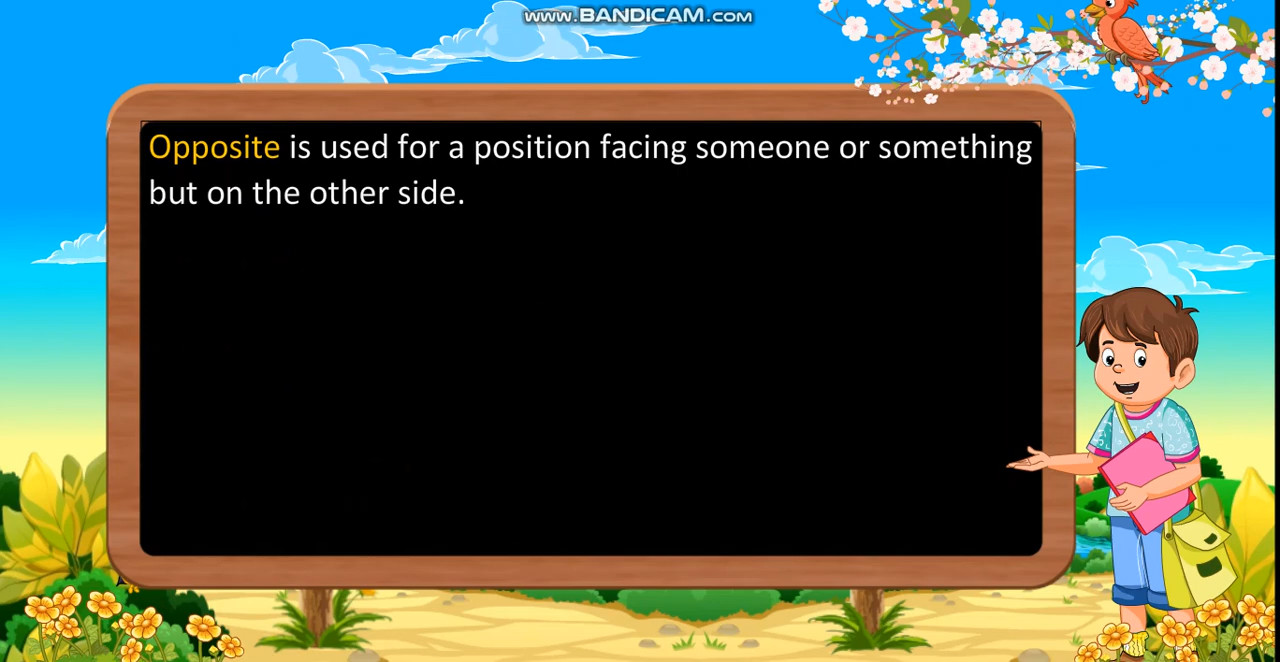 www.BANDICAM.com
Opposite is used for a position facing someone or something
but on the other side.